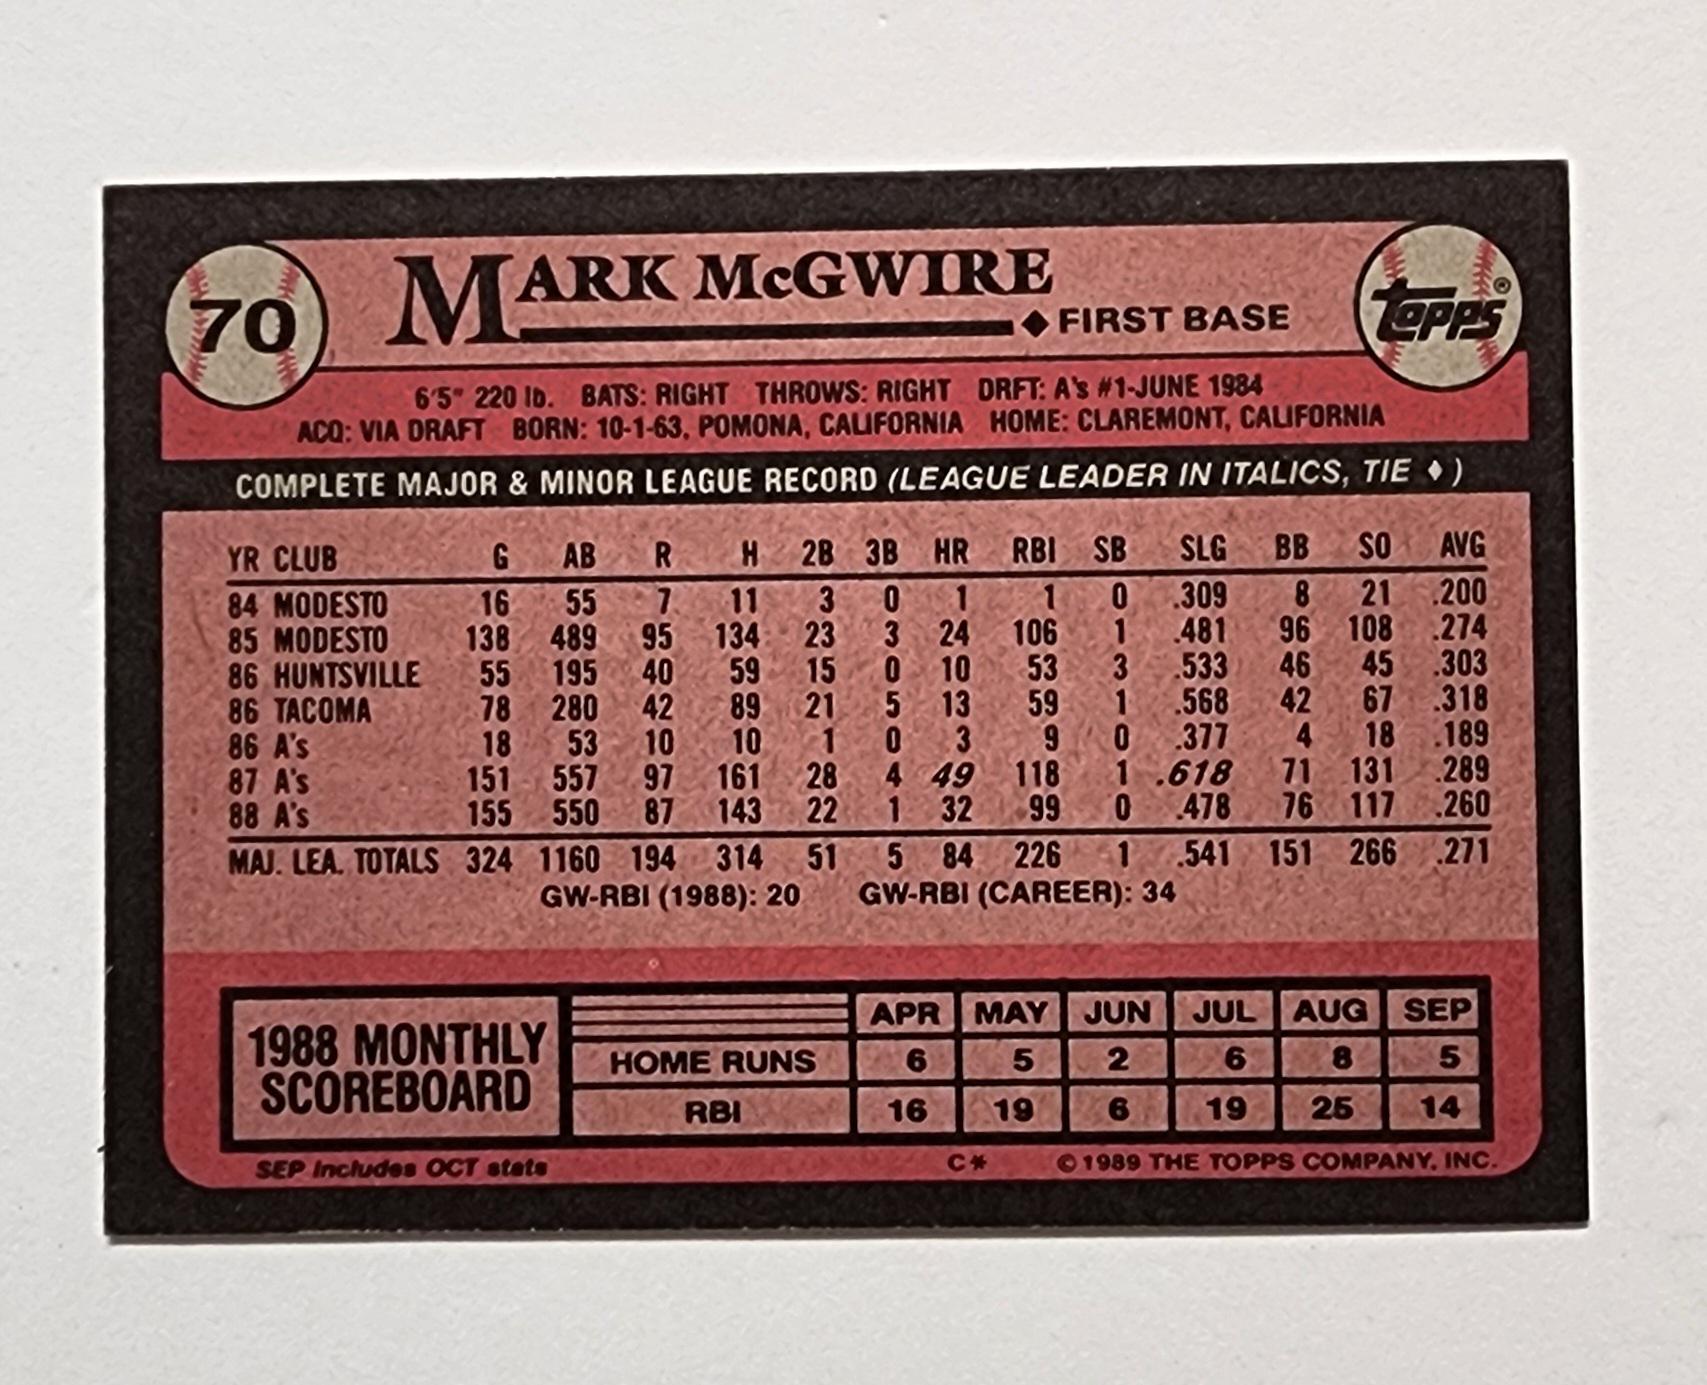 70
MARK McGWIRE
◆ FIRST BASE
TOPPS®
6'5" 220 lb. BATS: RIGHT THROWS: RIGHT DRFT: A's #1-JUNE 1984
ACQ: VIA DRAFT BORN: 10-1-63, POMONA, CALIFORNIA HOME: CLAREMONT, CALIFORNIA
COMPLETE MAJOR & MINOR LEAGUE RECORD (LEAGUE LEADER IN ITALICS, TIE ♦)
YR CLUB G AB R H 2B 3B HR RBI SB SLG BB SO AVG
84 MODESTO 16 55 7 11 3 0 1 1 0 .309 8 21 .200
85 MODESTO 138 489 95 134 23 3 24 106 1 .481 96 108 .274
86 HUNTSVILLE 55 195 40 59 15 0 10 53 3 .533 46 45 .303
86 TACOMA 78 280 42 89 21 5 13 59 1 .568 42 67 .318
86 A's 18 53 10 10 1 0 3 9 0 .377 4 18 .189
87 A's 151 557 97 161 28 4 49 118 1 .618 71 131 .289
88 A's 155 550 87 143 22 1 32 99 0 .478 76 117 .260
MAJ. LEA. TOTALS 324 1160 194 314 51 5 84 226 1 .541 151 266 .271
GW-RBI (1988): 20 GW-RBI (CAREER): 34
1988 MONTHLY
SCOREBOARD
APR MAY JUN JUL AUG SEP
HOME RUNS 6 5 2 6 8 5
RBI 16 19 6 19 25 14
SEP includes OCT stats C* ©1989 THE TOPPS COMPANY, INC.